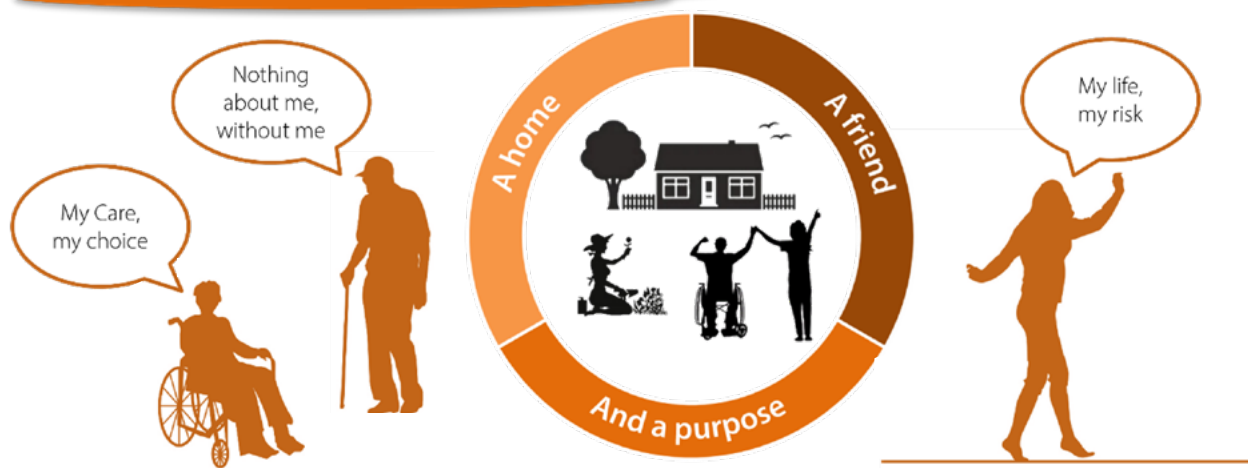 My Care,
my choice
Nothing
about me,
without me
A home
A friend
And a purpose
My life,
my risk